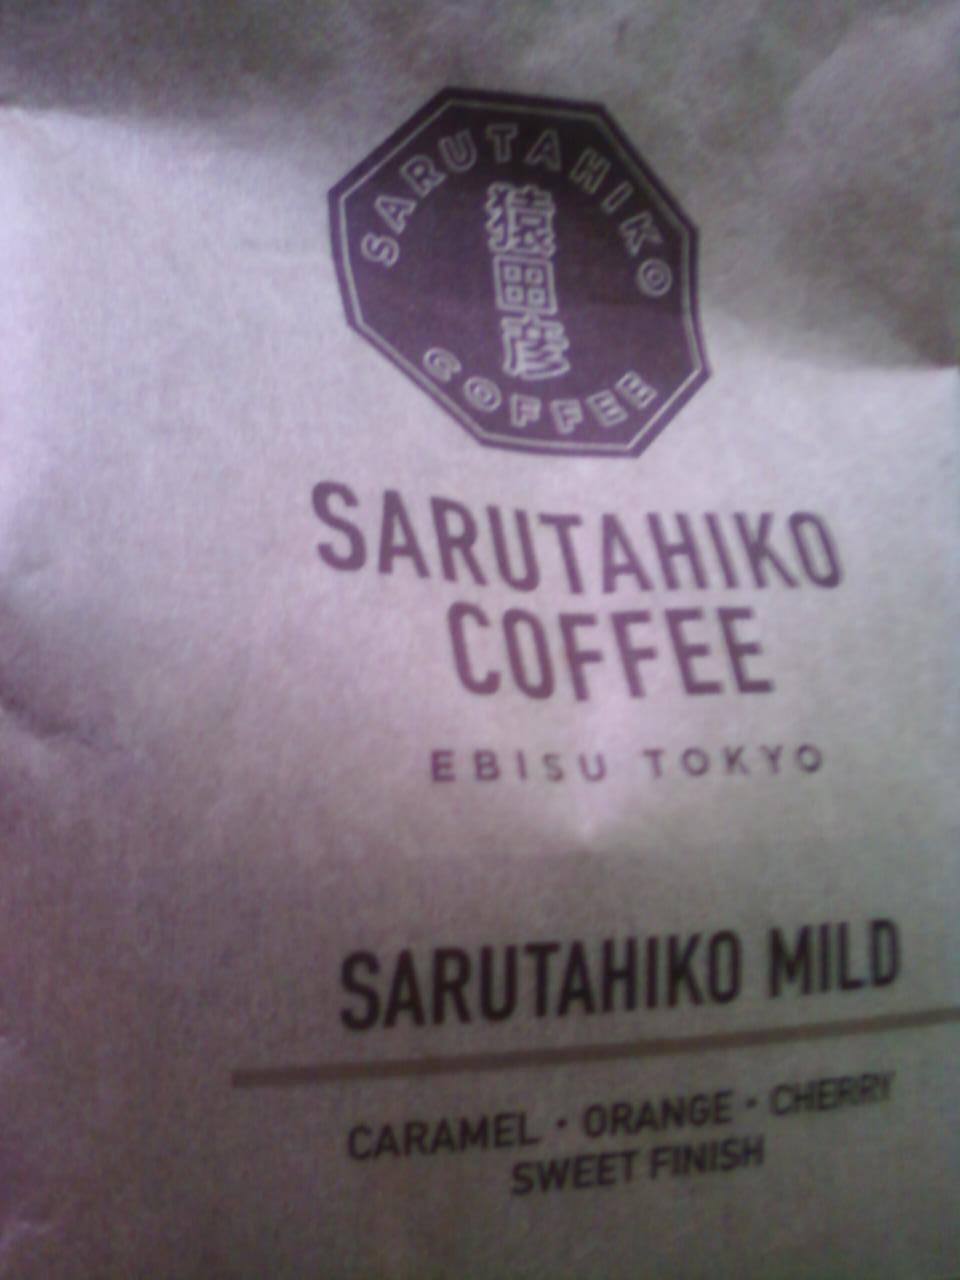 SARUTAHIKO
猿田彦
COFFEE
SARUTAHIKO
COFFEE
EBISU TOKYO
SARUTAHIKO MILD
CARAMEL・ORANGE・CHERRY
SWEET FINISH